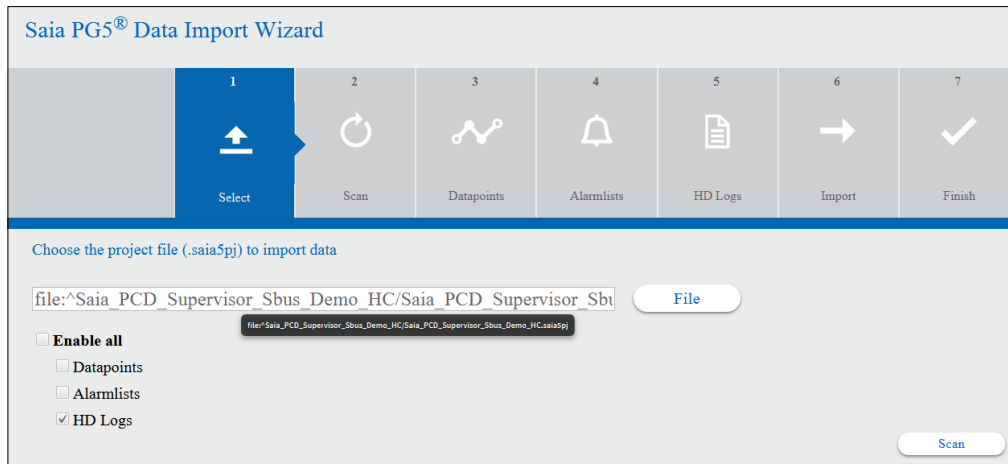 Saia PG5® Data Import Wizard
1 2 3 4 5 6 7
Select Scan Datapoints Alarmlists HD Logs Import Finish
Choose the project file (.saia5pj) to import data
file:^Saia_PCD_Supervisor_Sbus_Demo_HC/Saia_PCD_Supervisor_Sbu File
file:^Saia_PCD_Supervisor_Sbus_Demo_HC/Saia_PCD_Supervisor_Sbus_Demo_HC.saia5pj
Enable all
Datapoints
Alarmlists
HD Logs
Scan